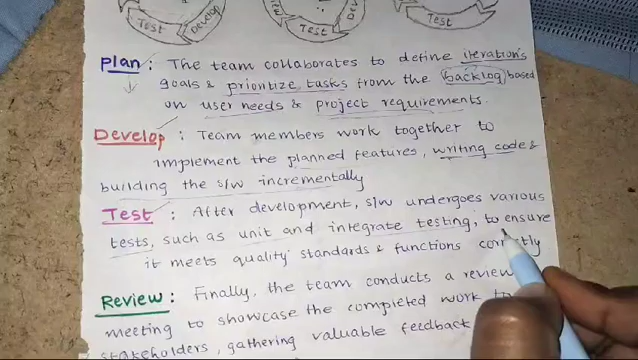 Test
Develop
Test
Test
Plan : The team collaborates to define iteration's
goals & prioritize tasks from the backlog based
on user needs & project requirements.
Develop : Team members work together to
implement the planned features, writing code &
building the s/w incrementally
Test : After development, s/w undergoes various
tests, such as unit and integrate testing, to ensure
it meets quality standards & functions correctly
Review : Finally, the team conducts a review
meeting to showcase the completed work
stakeholders, gathering valuable feedback